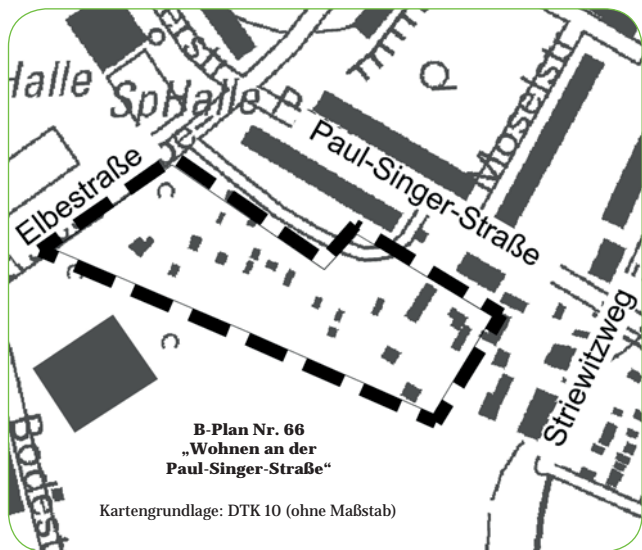 Halle
SpHalle P
Paul-Singer-Straße
Moselstr
Elbestraße
Striewitzweg
B-Plan Nr. 66
„Wohnen an der
Paul-Singer-Straße“
Bodest
Kartengrundlage: DTK 10 (ohne Maßstab)